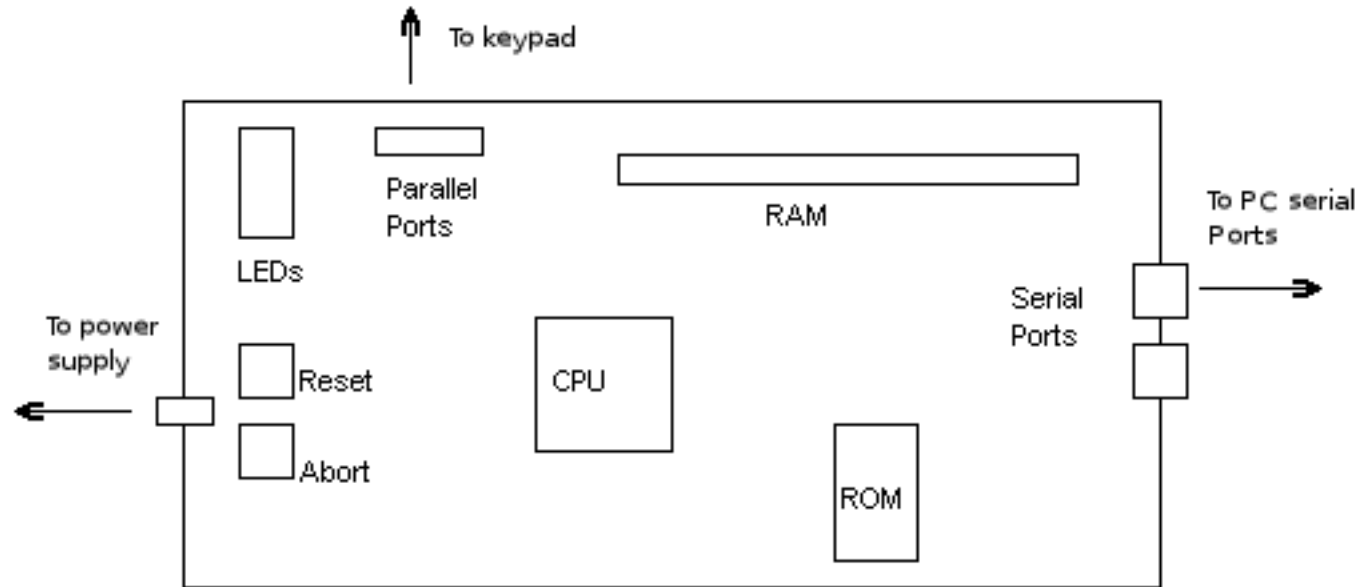 To keypad
Parallel
Ports
RAM
To PC serial
Ports
LEDs
Serial
Ports
To power
supply
Reset
CPU
Abort
ROM